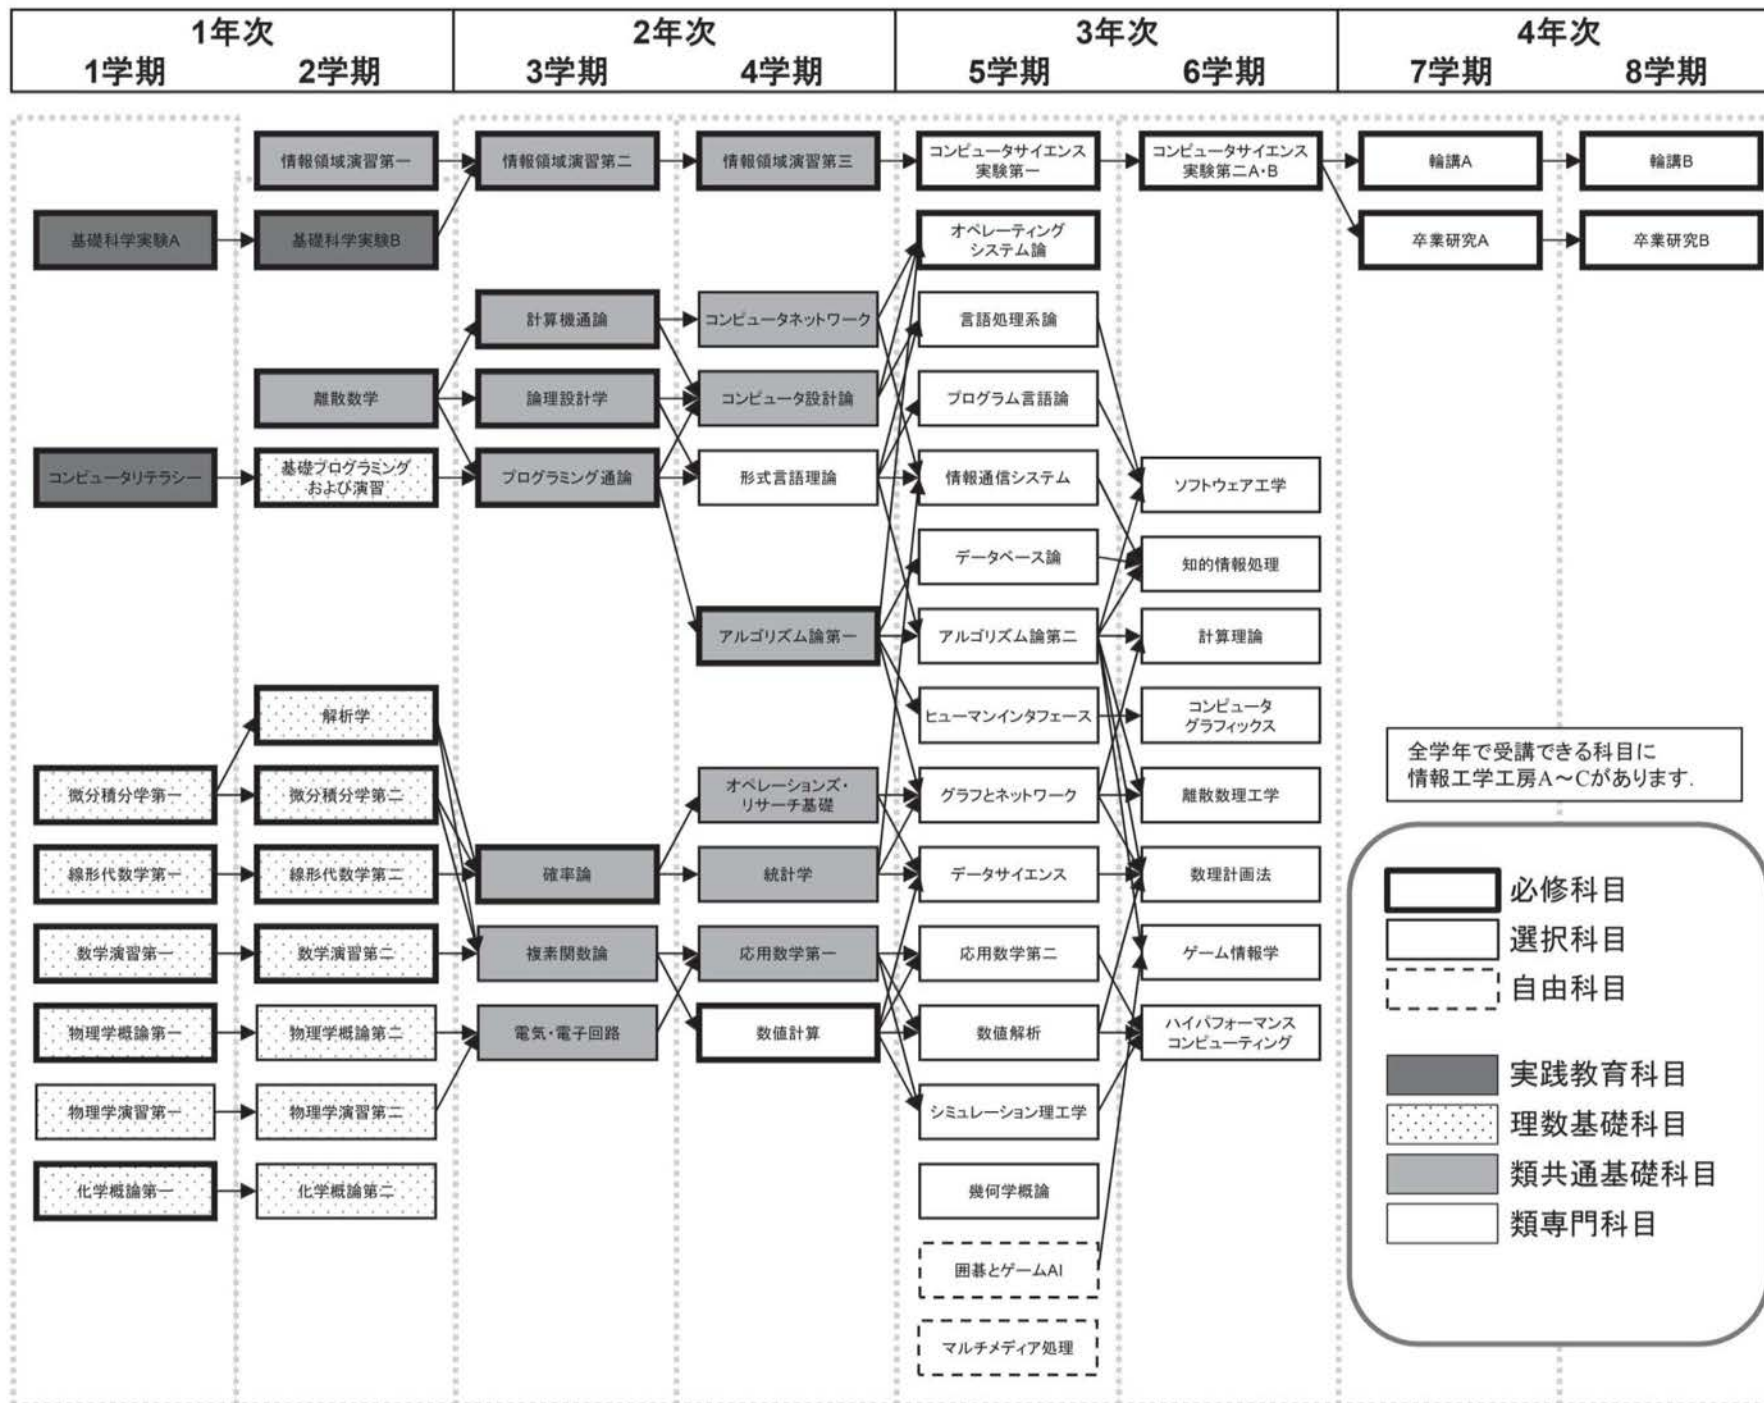 1年次
2年次
3年次
4年次
1学期
2学期
3学期
4学期
5学期
6学期
7学期
8学期
情報領域演習第一
情報領域演習第二
情報領域演習第三
コンピュータサイエンス
実験第一
コンピュータサイエンス
実験第二A・B
輪講A
輪講B
基礎科学実験A
基礎科学実験B
オペレーティング
システム論
卒業研究A
卒業研究B
計算機通論
コンピュータネットワーク
言語処理系論
離散数学
論理設計学
コンピュータ設計論
プログラム言語論
コンピュータリテラシー
基礎プログラミング
および演習
プログラミング通論
形式言語理論
情報通信システム
ソフトウェア工学
データベース論
知的情報処理
アルゴリズム論第一
アルゴリズム論第二
計算理論
解析学
ヒューマンインタフェース
コンピュータ
グラフィックス
微分積分学第一
微分積分学第二
オペレーションズ・
リサーチ基礎
グラフとネットワーク
離散数理工学
線形代数学第一
線形代数学第二
確率論
統計学
データサイエンス
数理計画法
数学演習第一
数学演習第二
複素関数論
応用数学第一
応用数学第二
ゲーム情報学
物理学概論第一
物理学概論第二
電気・電子回路
数値計算
数値解析
ハイパフォーマンス
コンピューティング
物理学演習第一
物理学演習第二
シミュレーション理工学
化学概論第一
化学概論第二
幾何学概論
囲碁とゲームAI
マルチメディア処理
全学年で受講できる科目に
情報工学工房A～Cがあります.
必修科目
選択科目
自由科目
実践教育科目
理数基礎科目
類共通基礎科目
類専門科目